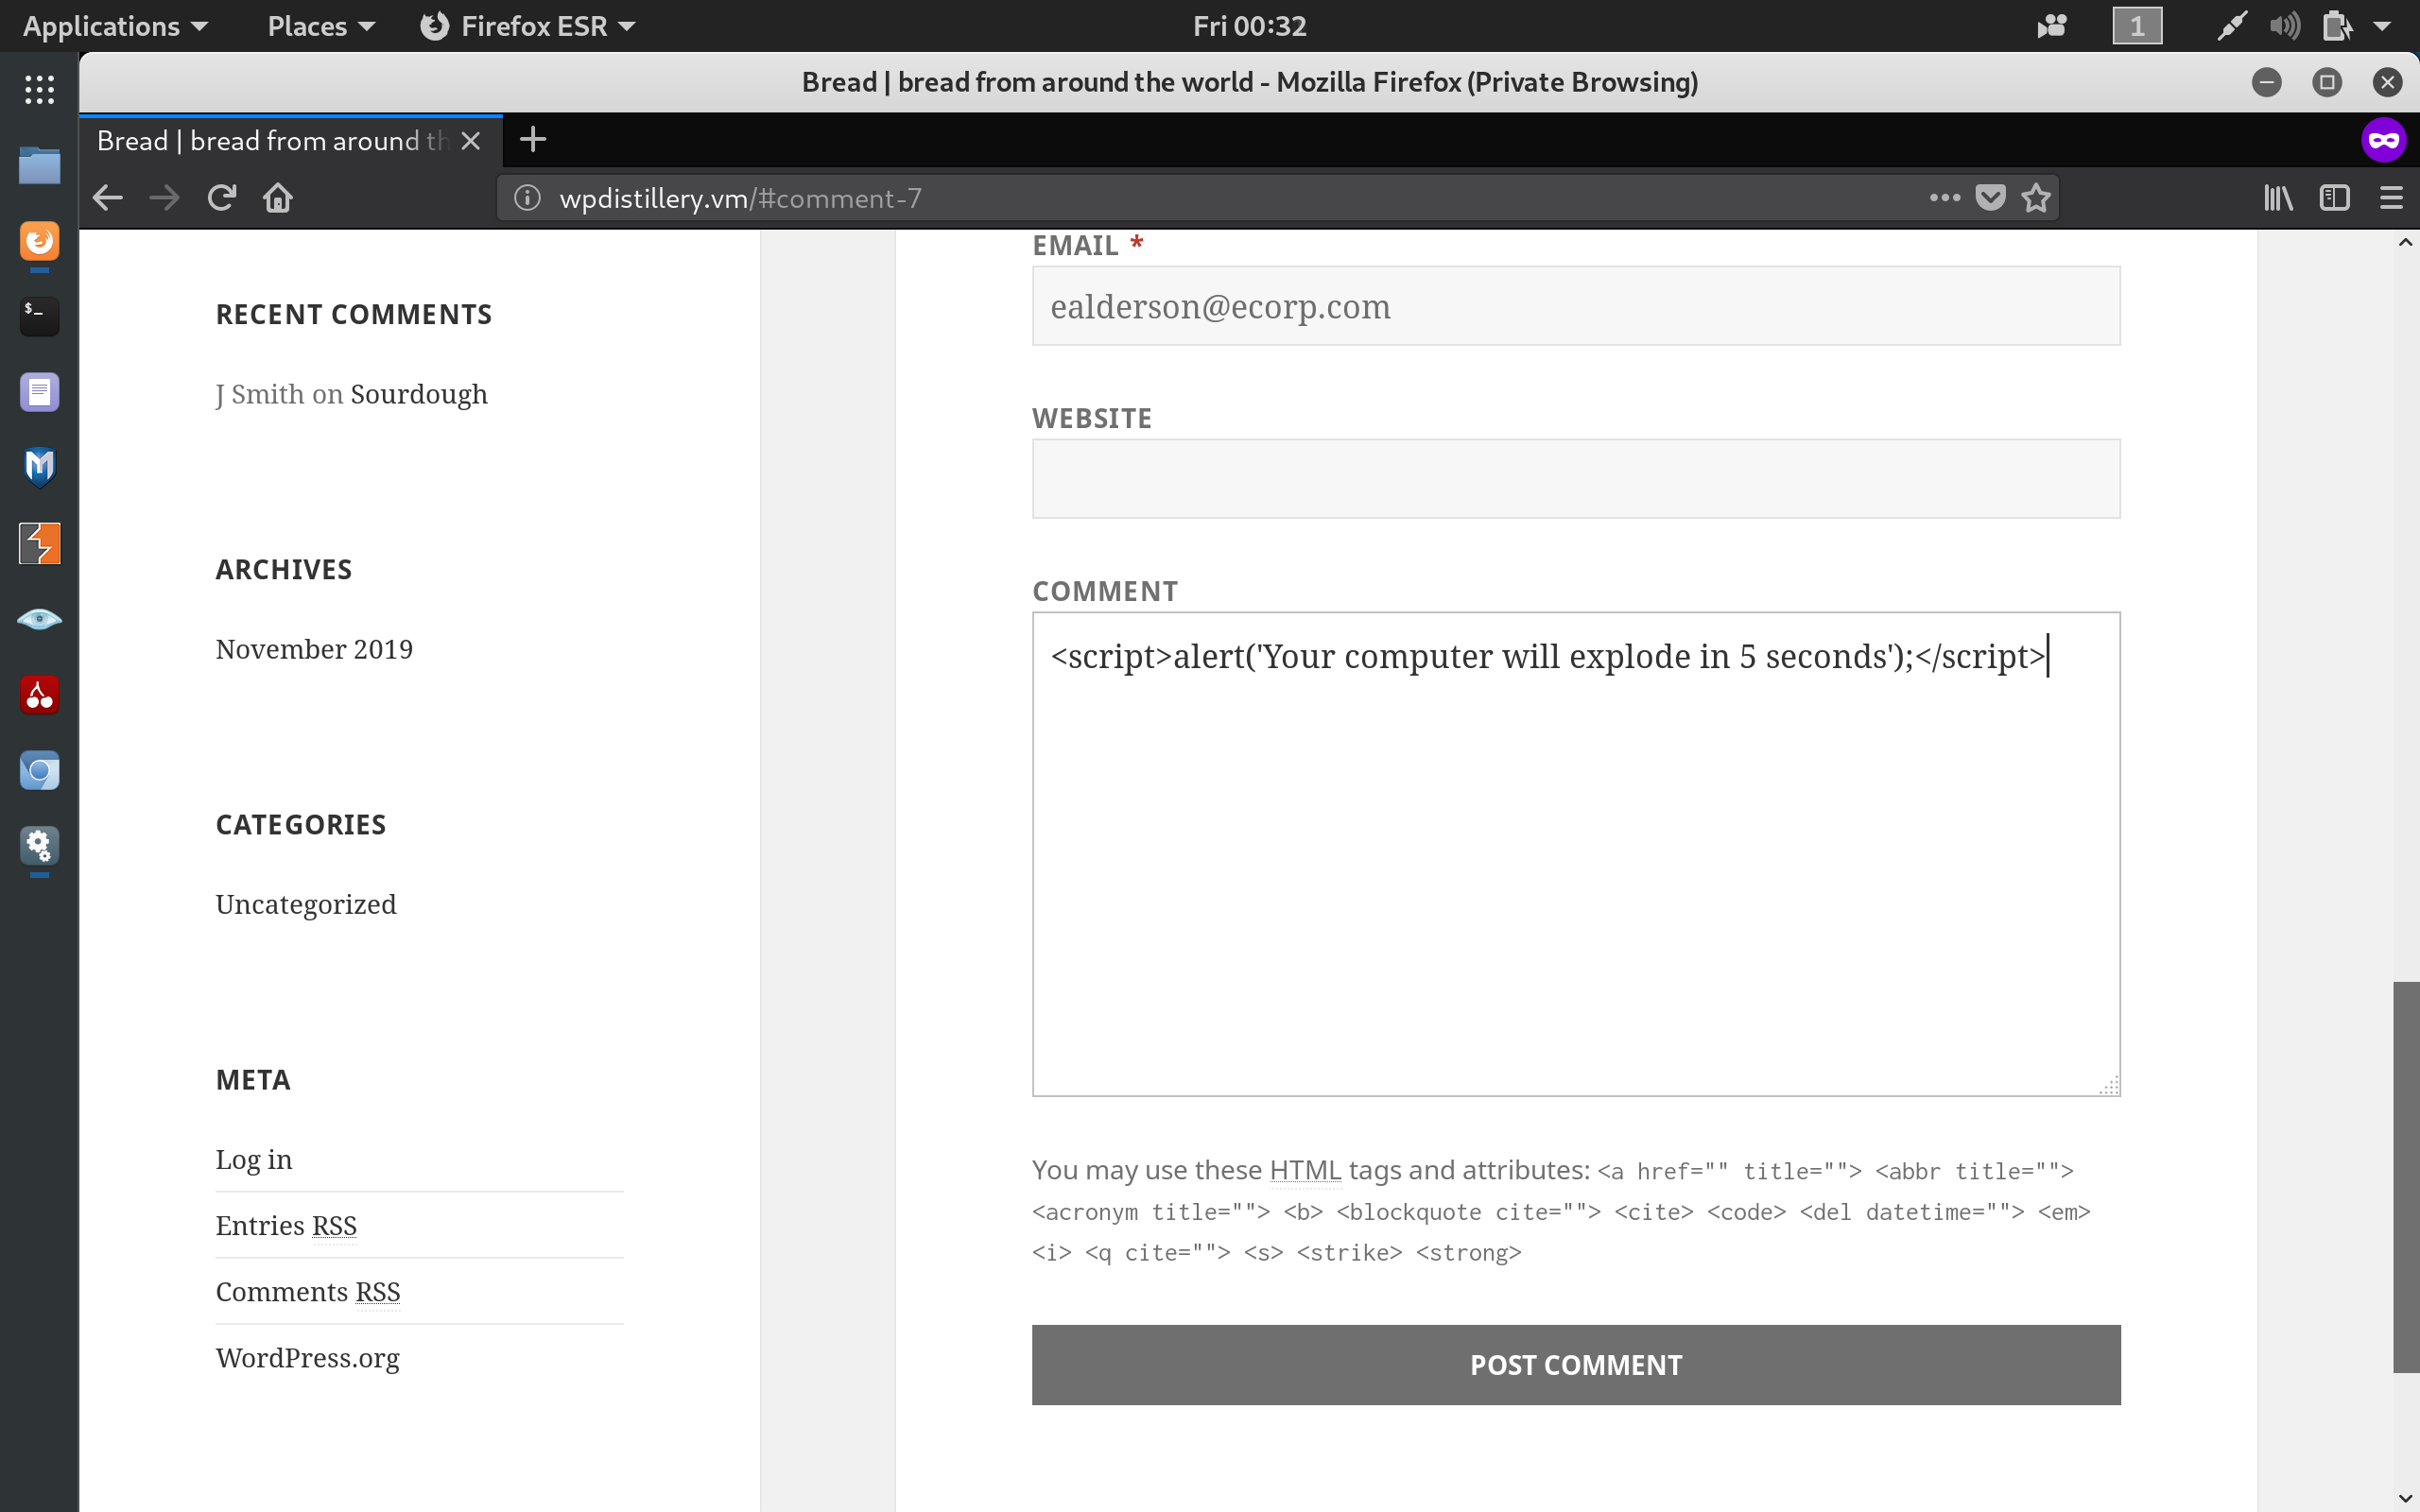 Applications Places Firefox ESR Fri 00:32 1
Bread | bread from around the world - Mozilla Firefox (Private Browsing)
Bread | bread from around th
wpdistillery.vm/#comment-7
RECENT COMMENTS
J Smith on Sourdough
ARCHIVES
November 2019
CATEGORIES
Uncategorized
META
Log in
Entries RSS
Comments RSS
WordPress.org
EMAIL *
ealderson@ecorp.com
WEBSITE
COMMENT
<script>alert('Your computer will explode in 5 seconds');</script>
You may use these HTML tags and attributes: <a href="" title=""> <abbr title="">
<acronym title=""> <b> <blockquote cite=""> <cite> <code> <del datetime=""> <em>
<i> <q cite=""> <s> <strike> <strong>
POST COMMENT